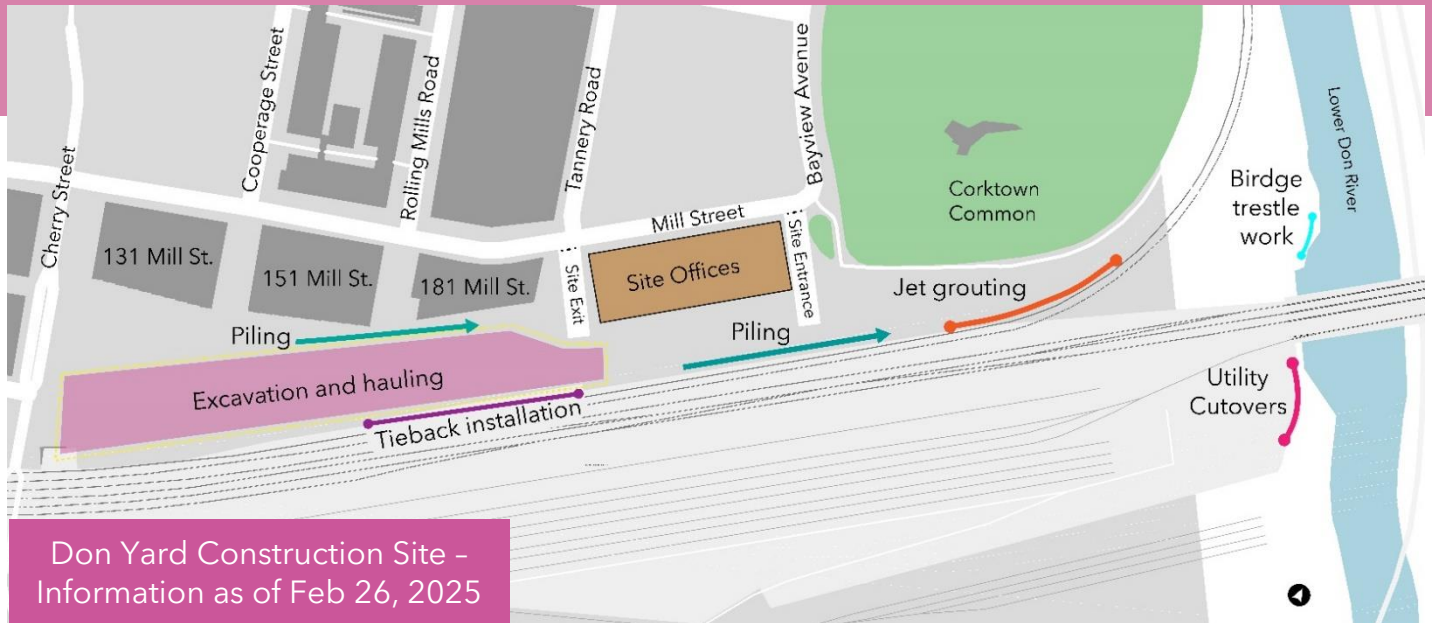 Cherry Street
Cooperage Street
Rolling Mills Road
Tannery Road
Bayview Avenue
Lower Don River
Corktown
Common
Birdge
trestle
work
Mill Street
131 Mill St.
151 Mill St.
181 Mill St.
Site Exit
Site Offices
Site Entrance
Jet grouting
Piling
Piling
Excavation and hauling
Tieback installation
Utility
Cutovers
Don Yard Construction Site –
Information as of Feb 26, 2025